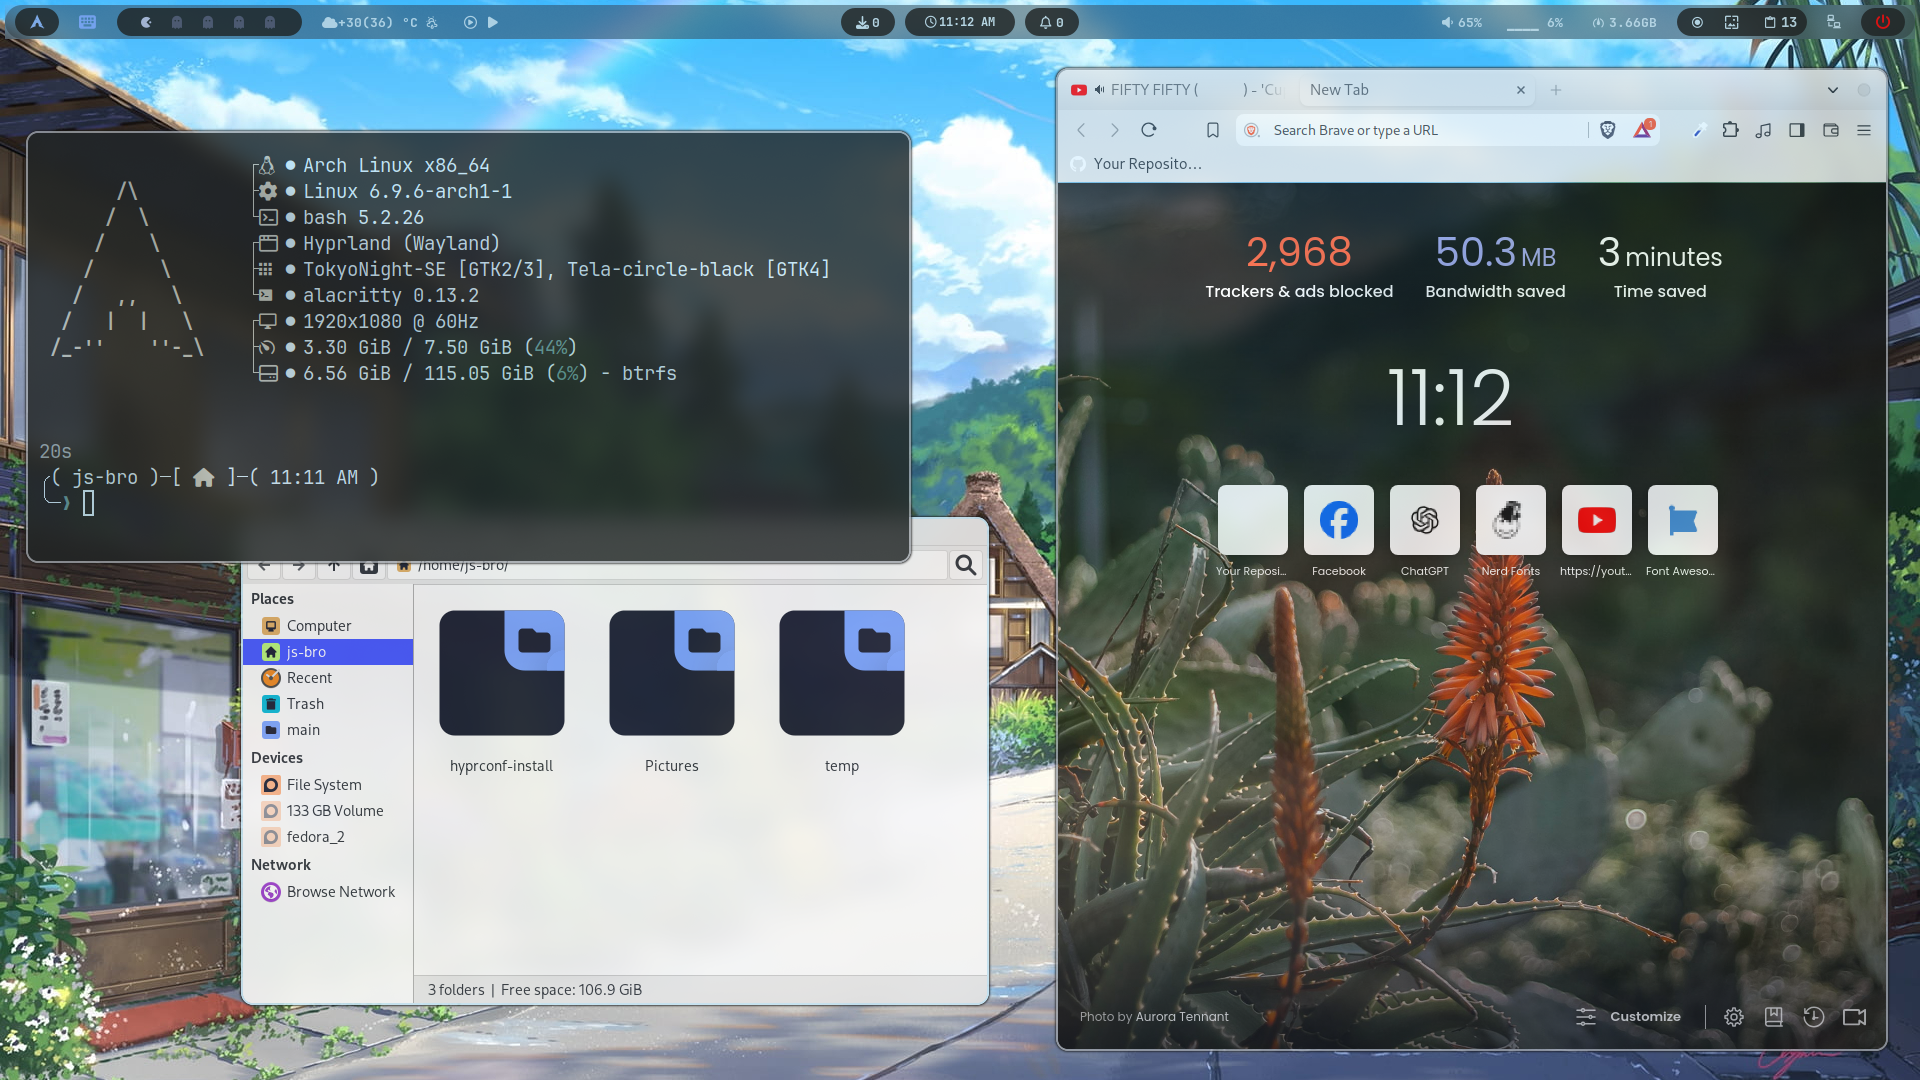 +30(36) °C
0
11:12 AM
0
65%
6%
3.66GB
13
Arch Linux x86_64
Linux 6.9.6-arch1-1
bash 5.2.26
Hyprland (Wayland)
TokyoNight-SE [GTK2/3], Tela-circle-black [GTK4]
alacritty 0.13.2
1920x1080 @ 60Hz
3.30 GiB / 7.50 GiB (44%)
6.56 GiB / 115.05 GiB (6%) - btrfs
20s
( js-bro )-[ ]-( 11:11 AM )
/home/js-bro/
Places
Computer
js-bro
Recent
Trash
main
Devices
File System
133 GB Volume
fedora_2
Network
Browse Network
hyprconf-install
Pictures
temp
3 folders | Free space: 106.9 GiB
FIFTY FIFTY ( ) - 'Cu
New Tab
Search Brave or type a URL
1
Your Reposito...
2,968
Trackers & ads blocked
50.3 MB
Bandwidth saved
3 minutes
Time saved
11:12
Your Reposi...
Facebook
ChatGPT
Nerd Fonts
https://yout...
Font Aweso...
Photo by Aurora Tennant
Customize